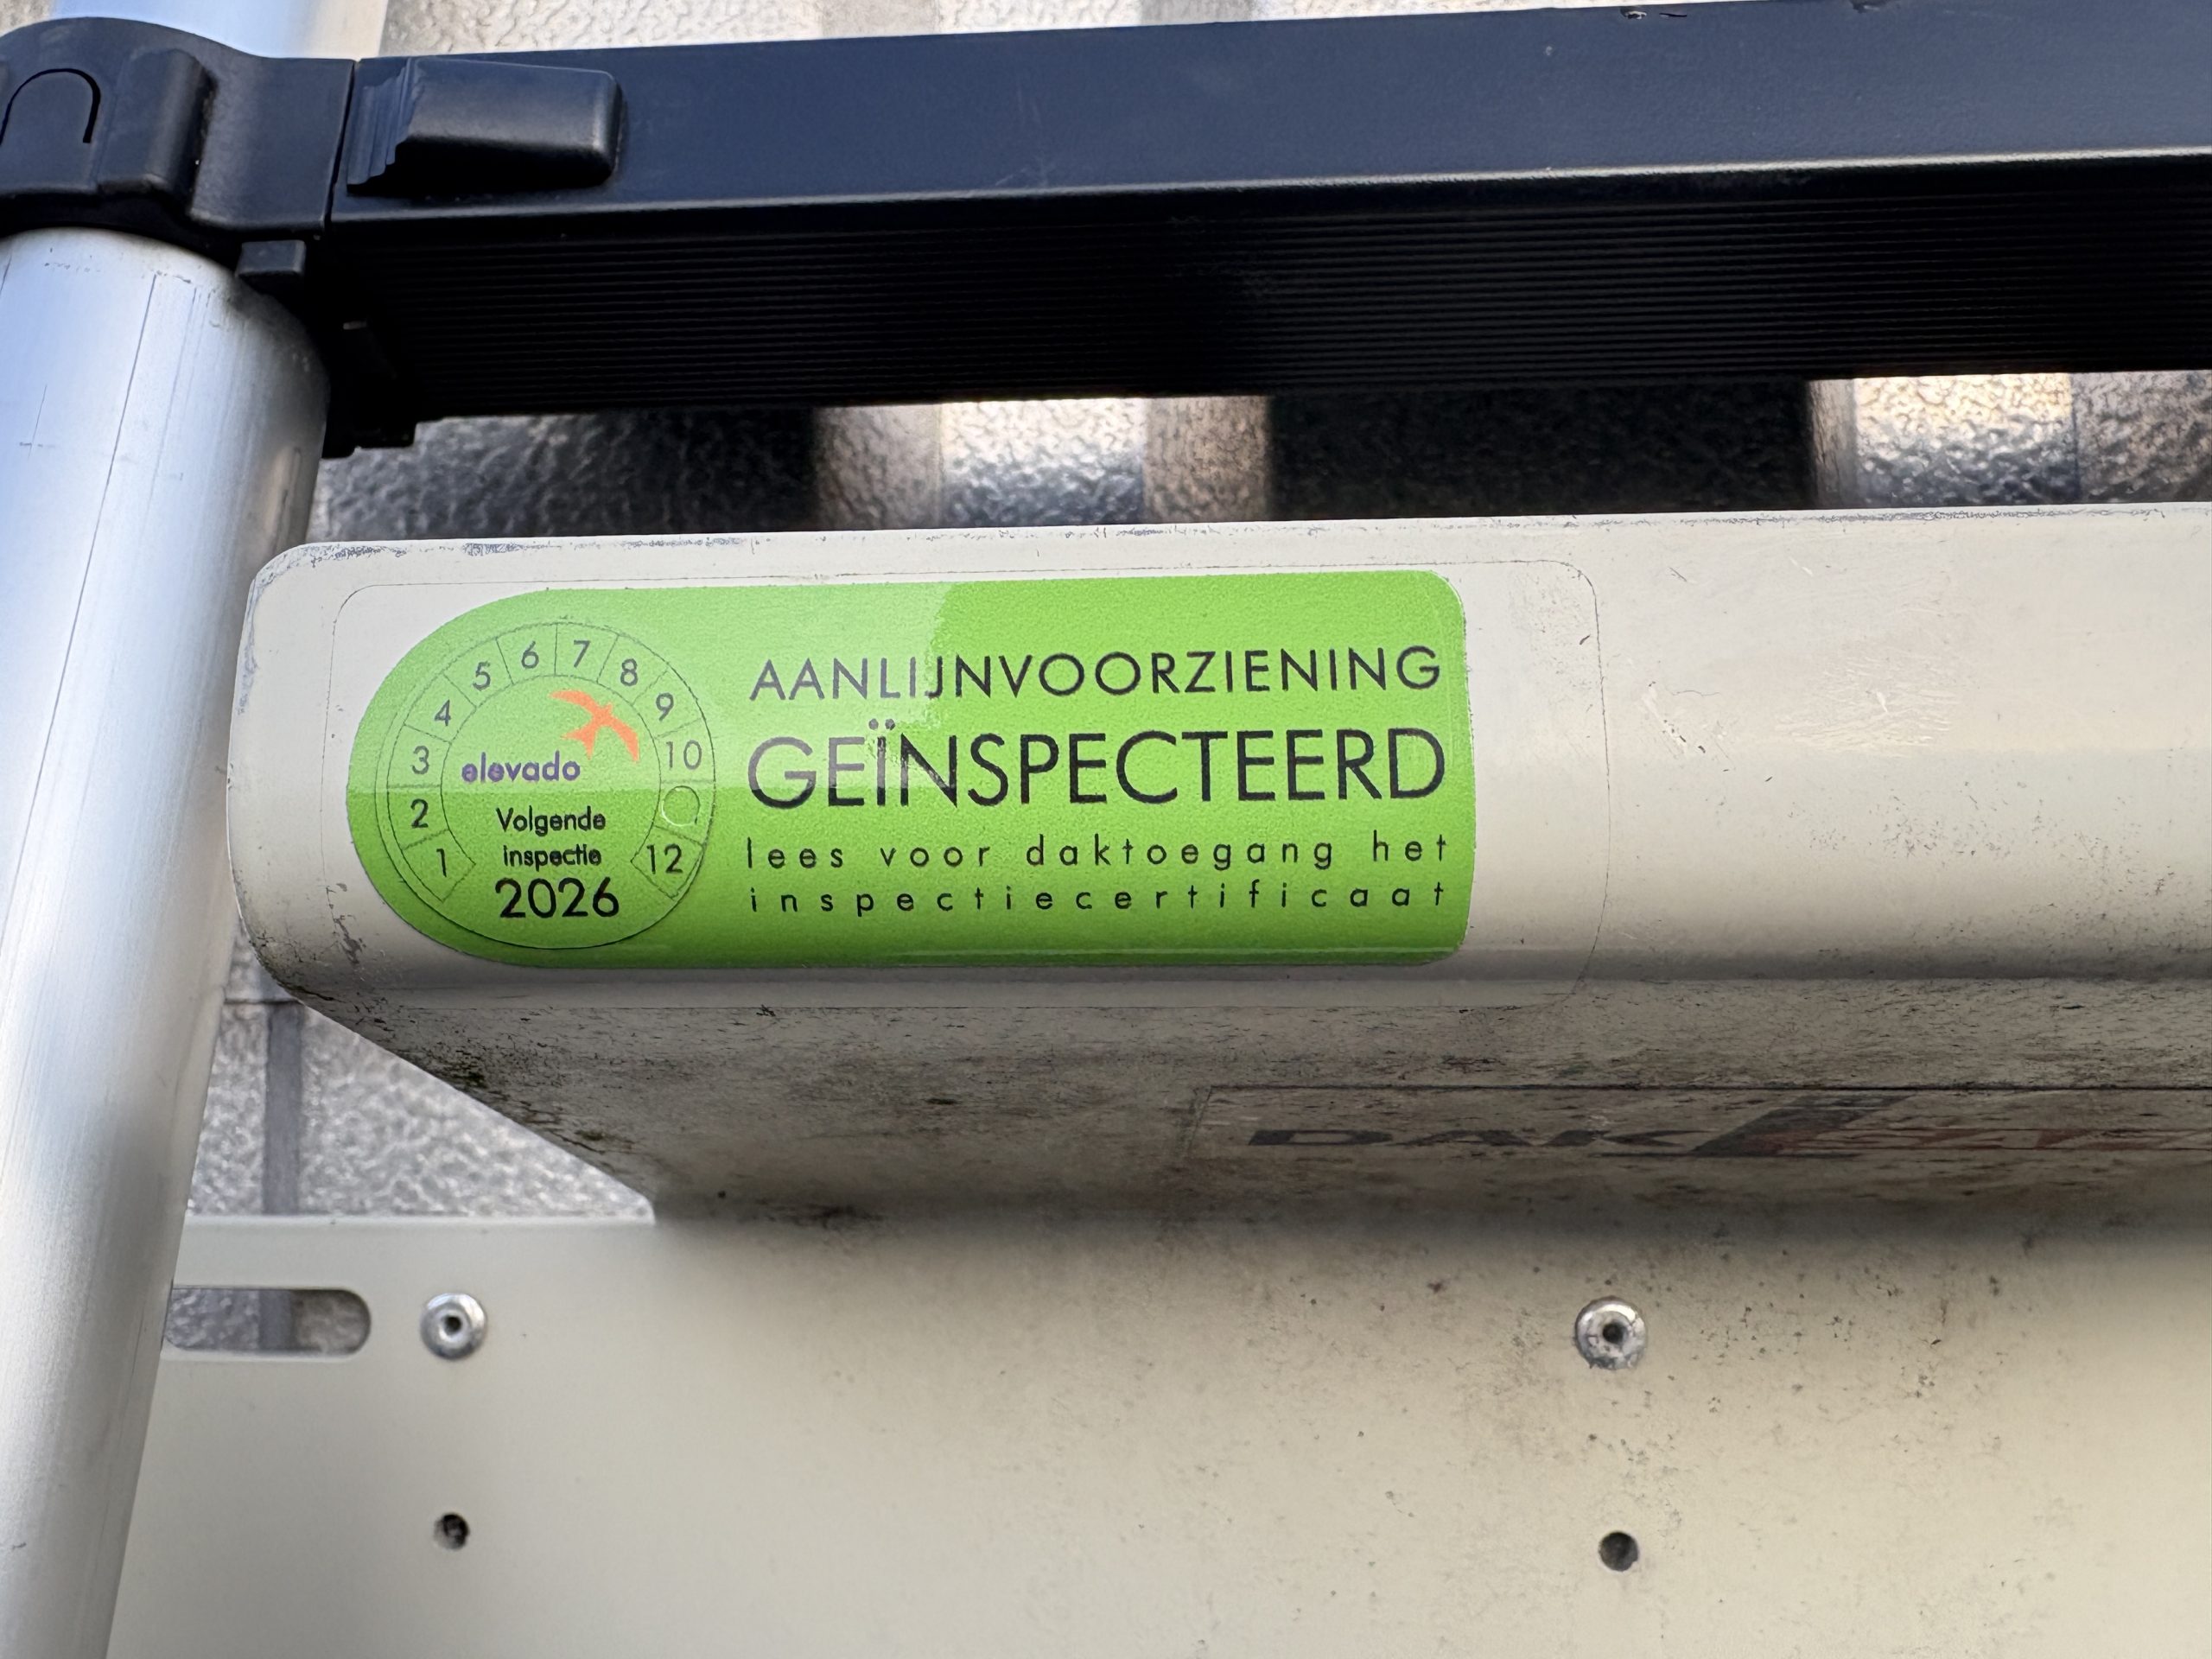 1
2
3
4
5
6
7
8
9
10
12
elevado
Volgende
inspectie
2026
AANLIJNVOORZIENING
GEÏNSPECTEERD
lees voor daktoegang het
inspectiecertificaat
DAK